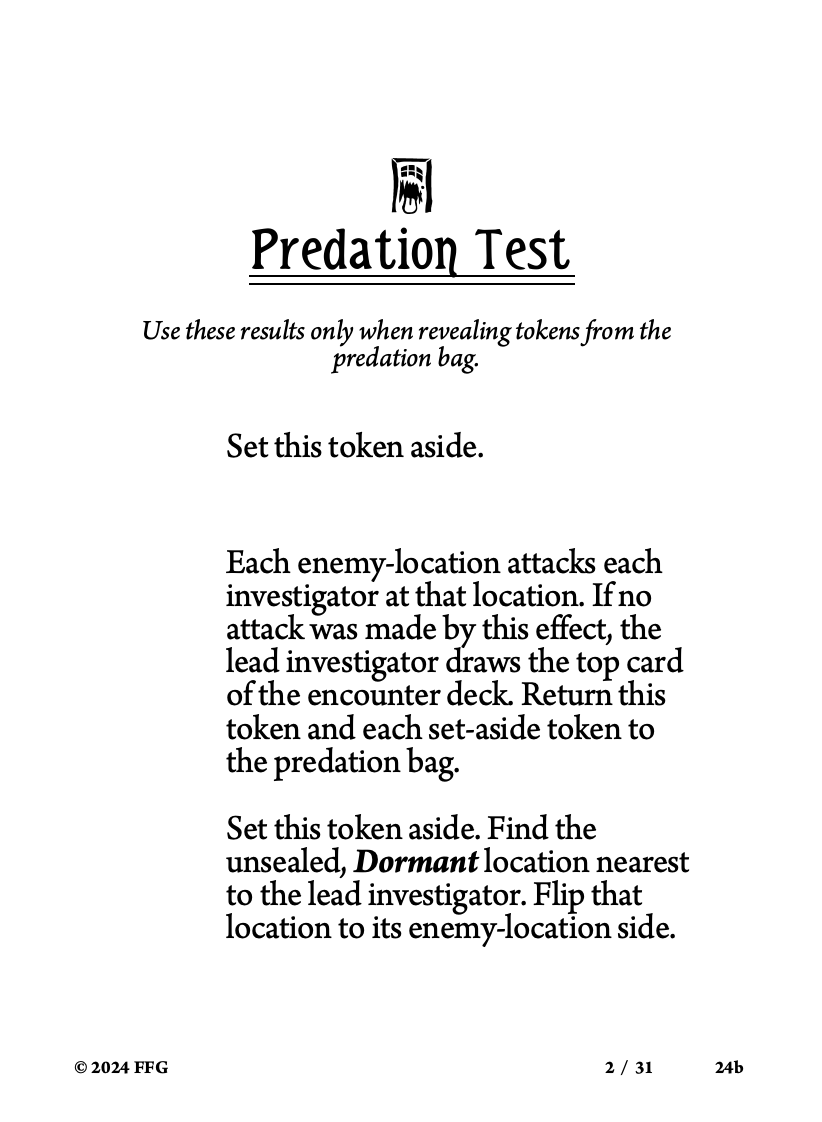 Predation Test
Use these results only when revealing tokens from the
predation bag.
Set this token aside.
Each enemy-location attacks each
investigator at that location. If no
attack was made by this effect, the
lead investigator draws the top card
of the encounter deck. Return this
token and each set-aside token to
the predation bag.
Set this token aside. Find the
unsealed, Dormant location nearest
to the lead investigator. Flip that
location to its enemy-location side.
© 2024 FFG 2 / 31 24b